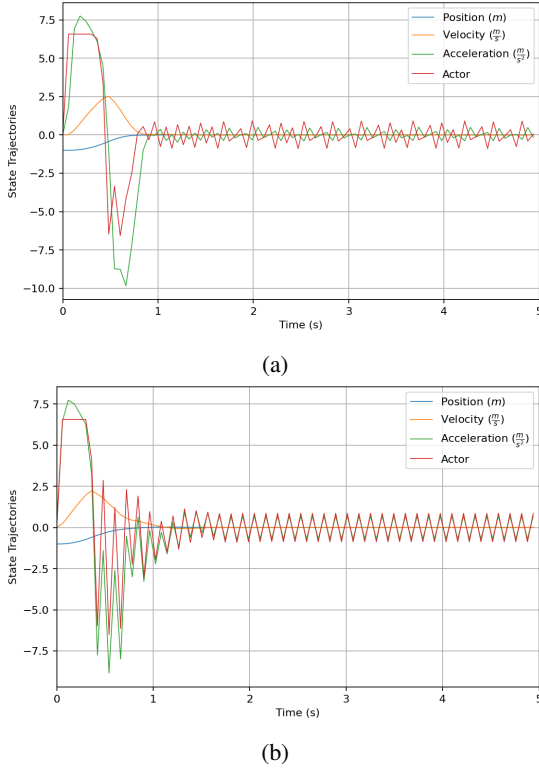 7.5
5.0
2.5
0.0
−2.5
−5.0
−7.5
−10.0
State Trajectories
Position (m)
Velocity (m/s)
Acceleration (m/s²)
Actor
0 1 2 3 4 5
Time (s)
(a)
7.5
5.0
2.5
0.0
−2.5
−5.0
−7.5
State Trajectories
Position (m)
Velocity (m/s)
Acceleration (m/s²)
Actor
0 1 2 3 4 5
Time (s)
(b)